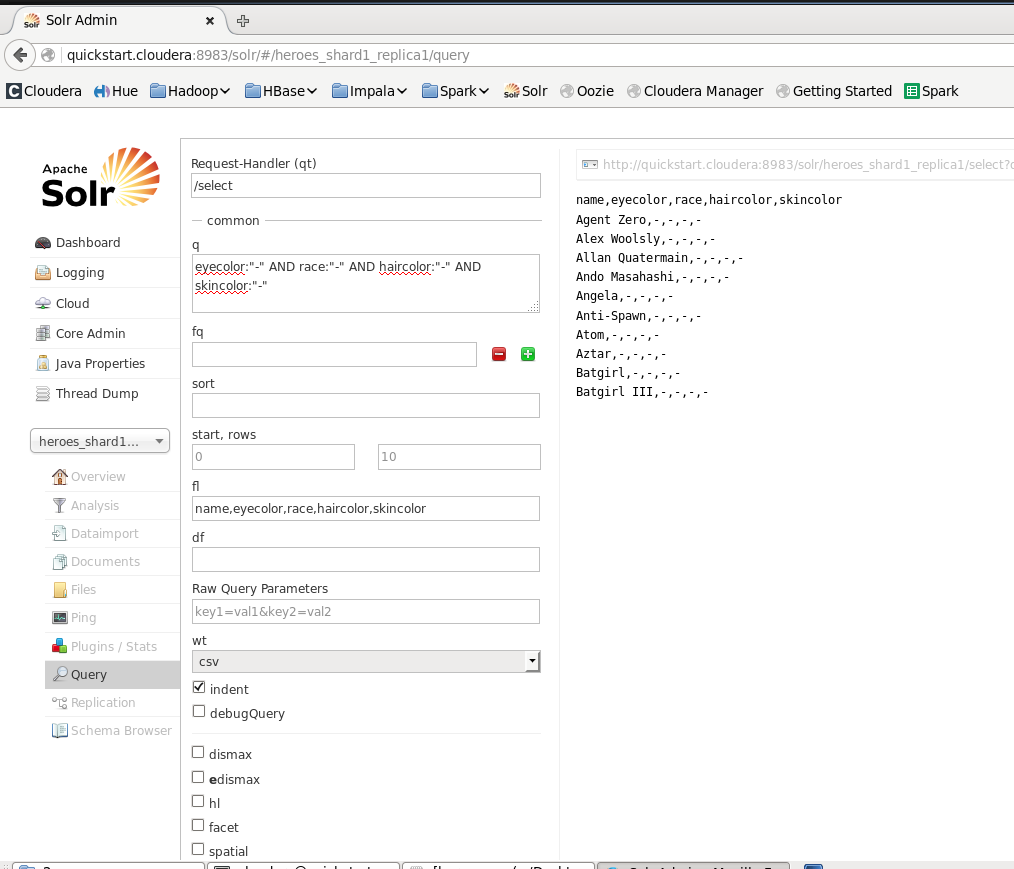 Solr Admin
quickstart.cloudera:8983/solr/#/heroes_shard1_replica1/query
Cloudera Hue Hadoop HBase Impala Spark Solr Oozie Cloudera Manager Getting Started Spark
Apache
Solr
Dashboard
Logging
Cloud
Core Admin
Java Properties
Thread Dump
heroes_shard1...
Overview
Analysis
Dataimport
Documents
Files
Ping
Plugins / Stats
Query
Replication
Schema Browser
Request-Handler (qt)
/select
common
q
eyecolor:"-" AND race:"-" AND haircolor:"-" AND
skincolor:"-"
fq
sort
start, rows
0 10
fl
name,eyecolor,race,haircolor,skincolor
df
Raw Query Parameters
key1=val1&key2=val2
wt
csv
indent
debugQuery
dismax
edismax
hl
facet
spatial
http://quickstart.cloudera:8983/solr/heroes_shard1_replica1/select?
name,eyecolor,race,haircolor,skincolor
Agent Zero,-,-,-,-
Alex Woolsly,-,-,-,-
Allan Quatermain,-,-,-,-
Ando Masahashi,-,-,-,-
Angela,-,-,-,-
Anti-Spawn,-,-,-,-
Atom,-,-,-,-
Aztar,-,-,-,-
Batgirl,-,-,-,-
Batgirl III,-,-,-,-